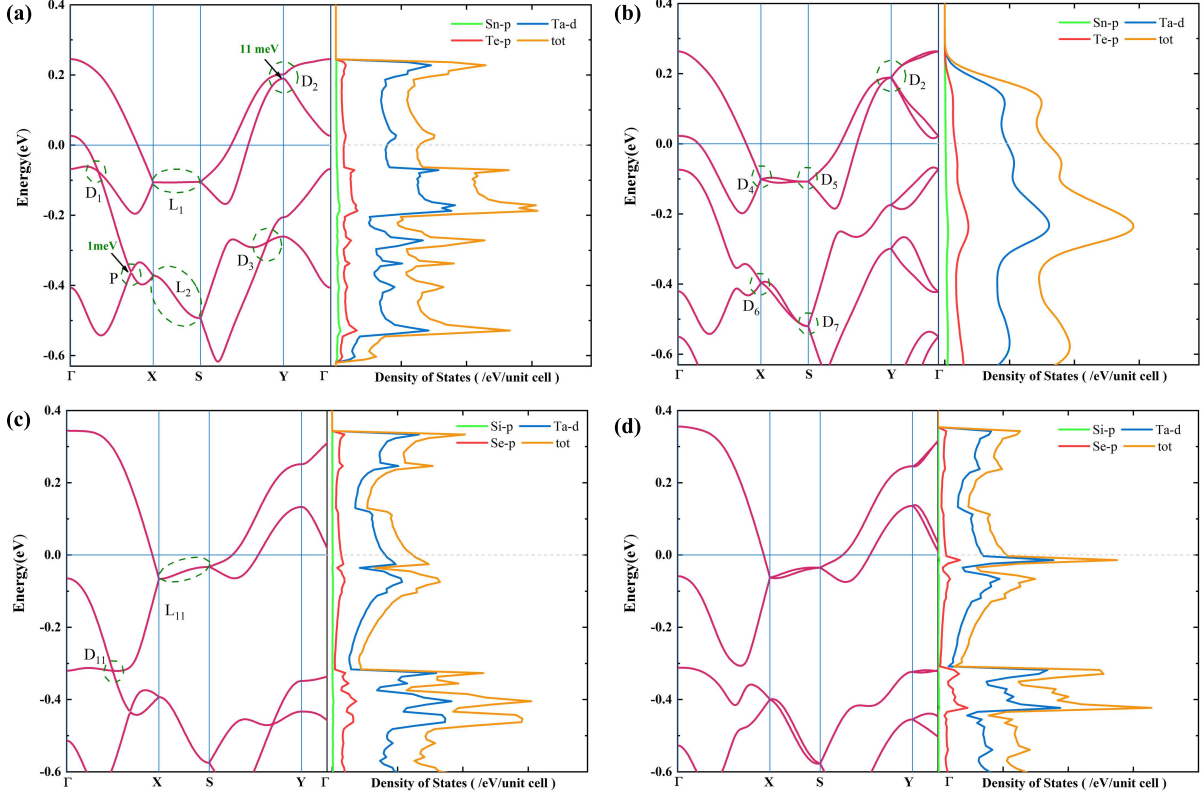 (a)
Energy(eV)
0.4
0.2
0.0
-0.2
-0.4
-0.6
11 meV
D2
D1
L1
1meV
P
L2
D3
Γ X S Y Γ
Sn-p Ta-d
Te-p tot
Density of States ( /eV/unit cell )
(b)
Energy(eV)
0.4
0.2
0.0
-0.2
-0.4
-0.6
D2
D4 D5
D6 D7
Γ X S Y Γ
Sn-p Ta-d
Te-p tot
Density of States ( /eV/unit cell )
(c)
Energy(eV)
0.4
0.2
0.0
-0.2
-0.4
-0.6
L11
D11
Γ X S Y Γ
Si-p Ta-d
Se-p tot
Density of States ( /eV/unit cell )
(d)
Energy(eV)
0.4
0.2
0.0
-0.2
-0.4
-0.6
Γ X S Y Γ
Si-p Ta-d
Se-p tot
Density of States ( /eV/unit cell )